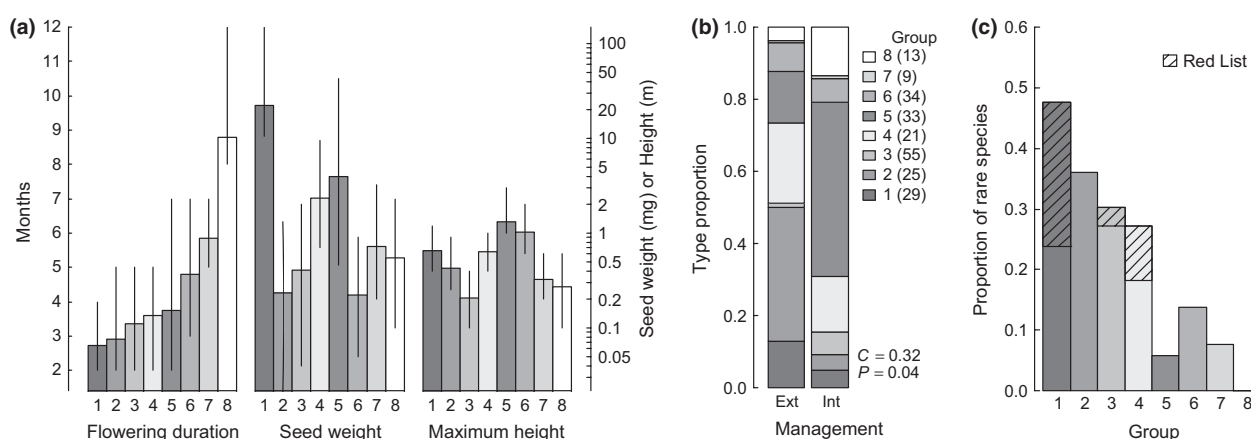 (a)
12
11
10
9
8
7
6
5
4
3
2
Months
1 2 3 4 5 6 7 8
Flowering duration
1 2 3 4 5 6 7 8
Seed weight
1 2 3 4 5 6 7 8
Maximum height
100
50
20
10
5
2
1
0.5
0.2
0.1
0.05
Seed weight (mg) or Height (m)
(b)
1.0
0.8
0.6
0.4
0.2
0.0
Type proportion
Ext Int
Management
Group
8 (13)
7 (9)
6 (34)
5 (33)
4 (21)
3 (55)
2 (25)
1 (29)
C = 0.32
P = 0.04
(c)
0.6
0.5
0.4
0.3
0.2
0.1
0.0
Proportion of rare species
Red List
1 2 3 4 5 6 7 8
Group